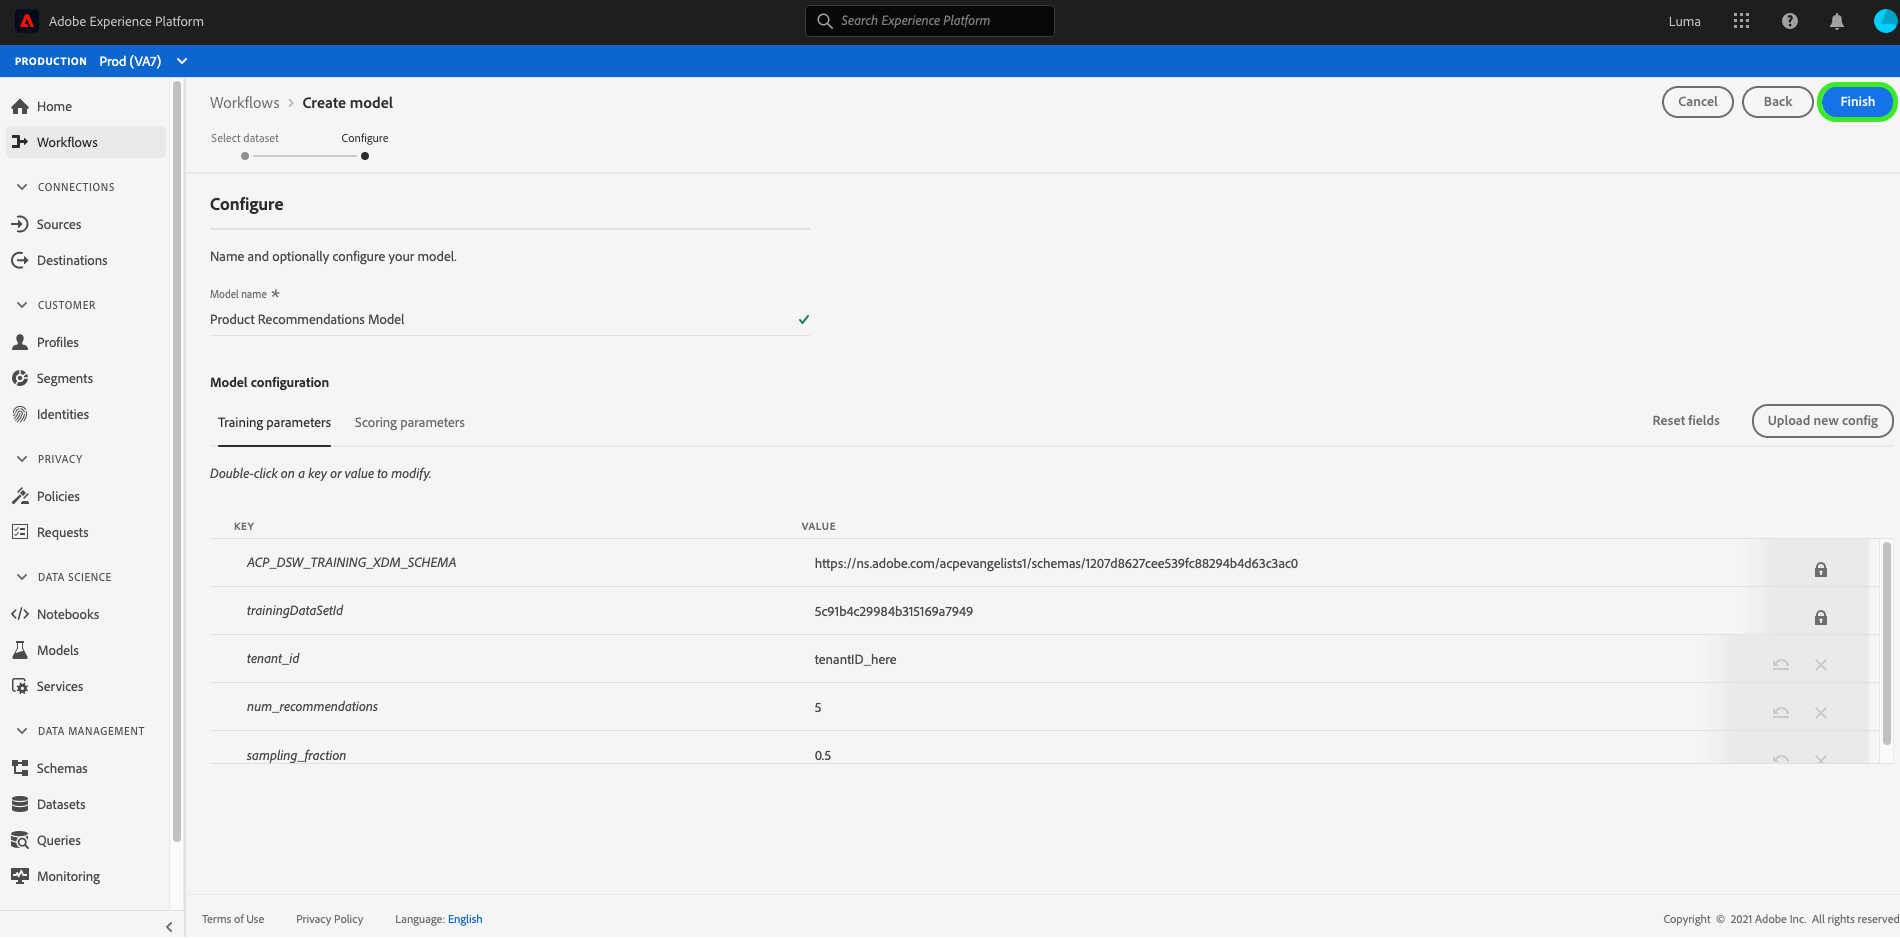 Adobe Experience Platform
Search Experience Platform
Luma
PRODUCTION Prod (VA7)
Home
Workflows
CONNECTIONS
Sources
Destinations
CUSTOMER
Profiles
Segments
Identities
PRIVACY
Policies
Requests
DATA SCIENCE
Notebooks
Models
Services
DATA MANAGEMENT
Schemas
Datasets
Queries
Monitoring
Workflows > Create model
Cancel
Back
Finish
Select dataset
Configure
Configure
Name and optionally configure your model.
Model name *
Product Recommendations Model
Model configuration
Training parameters
Scoring parameters
Reset fields
Upload new config
Double-click on a key or value to modify.
KEY VALUE
ACP_DSW_TRAINING_XDM_SCHEMA https://ns.adobe.com/acpevangelists1/schemas/1207d8627cee539fc88294b4d63c3ac0
trainingDataSetId 5c91b4c29984b315169a7949
tenant_id tenantID_here
num_recommendations 5
sampling_fraction 0.5
Terms of Use
Privacy Policy
Language: English
Copyright © 2021 Adobe Inc. All rights reserved